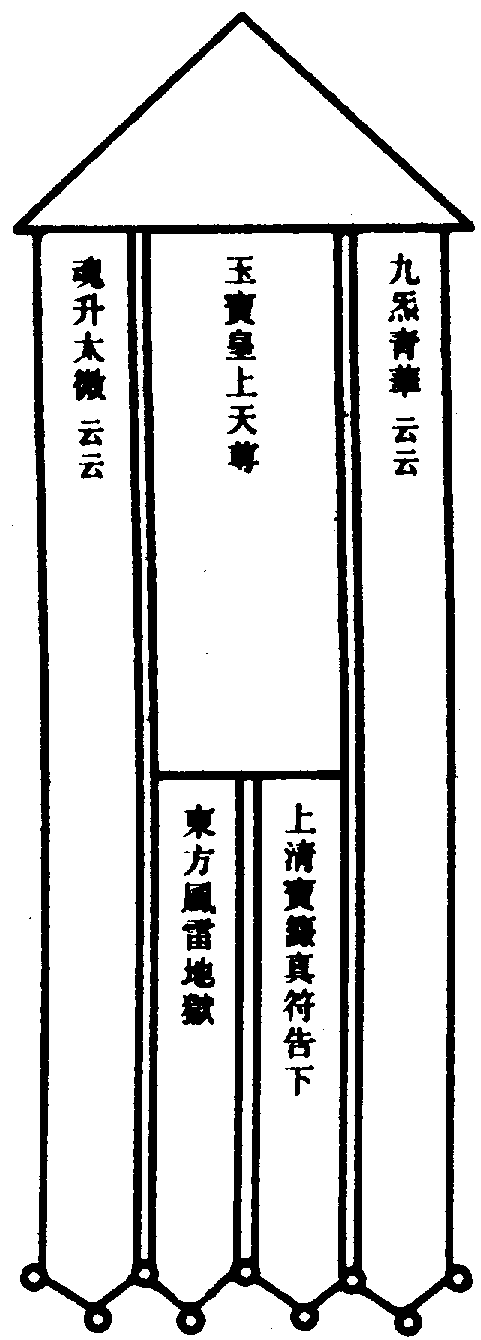 九炁青華 云云
玉寶皇上天尊
上清寶籙真符告下
東方風雷地獄
魂升太微 云云